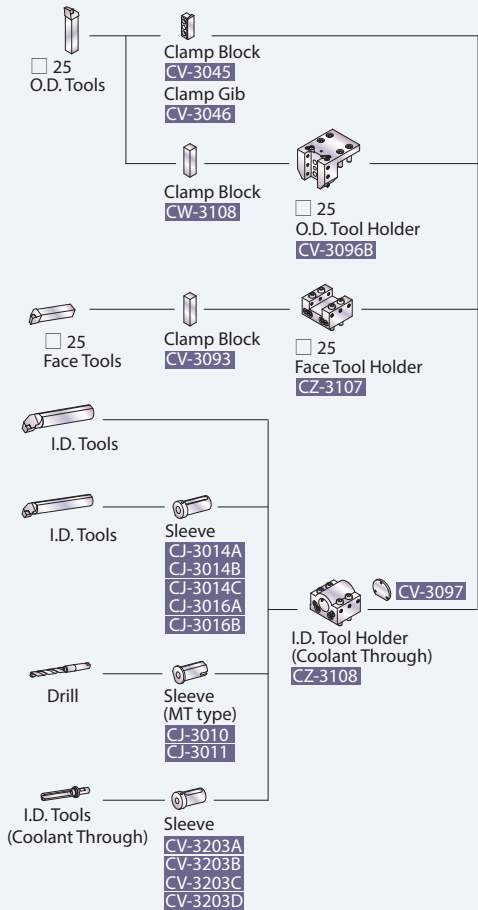 □ 25
O.D. Tools
Clamp Block
CV-3045
Clamp Gib
CV-3046
Clamp Block
CW-3108
□ 25
O.D. Tool Holder
CV-3096B
□ 25
Face Tools
Clamp Block
CV-3093
□ 25
Face Tool Holder
CZ-3107
I.D. Tools
I.D. Tools
Sleeve
CJ-3014A
CJ-3014B
CJ-3014C
CJ-3016A
CJ-3016B
CV-3097
I.D. Tool Holder
(Coolant Through)
CZ-3108
Drill
Sleeve
(MT type)
CJ-3010
CJ-3011
I.D. Tools
(Coolant Through)
Sleeve
CV-3203A
CV-3203B
CV-3203C
CV-3203D